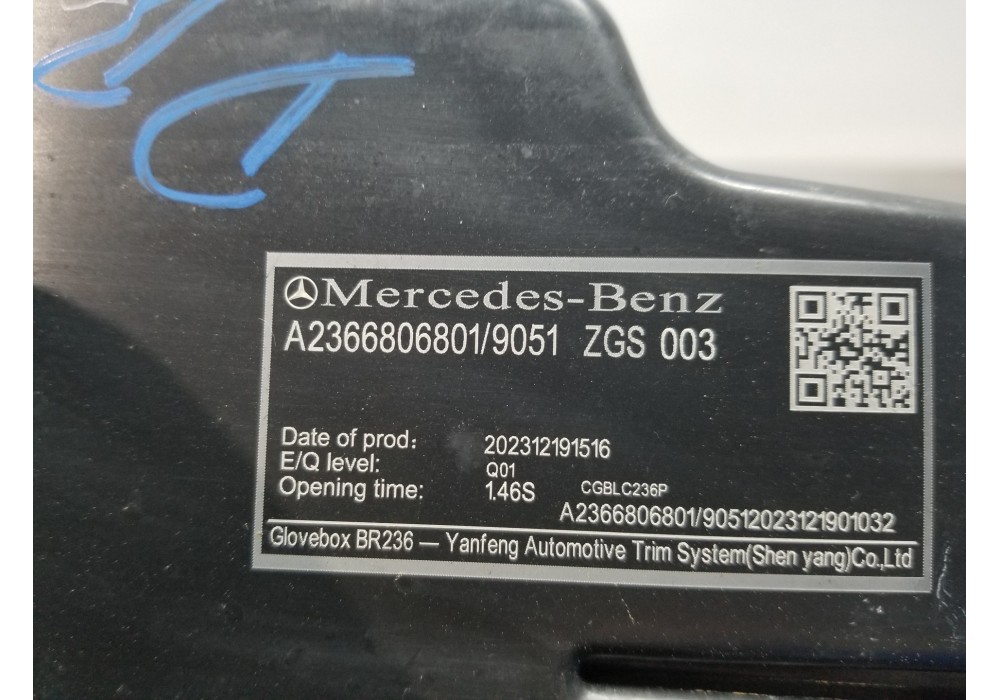 Mercedes-Benz
A2366806801/9051 ZGS 003
Date of prod: 202312191516
E/Q level: Q01
Opening time: 1.46S CGBLC236P
A2366806801/90512023121901032
Glovebox BR236 — Yanfeng Automotive Trim System(Shen yang)Co.,Ltd